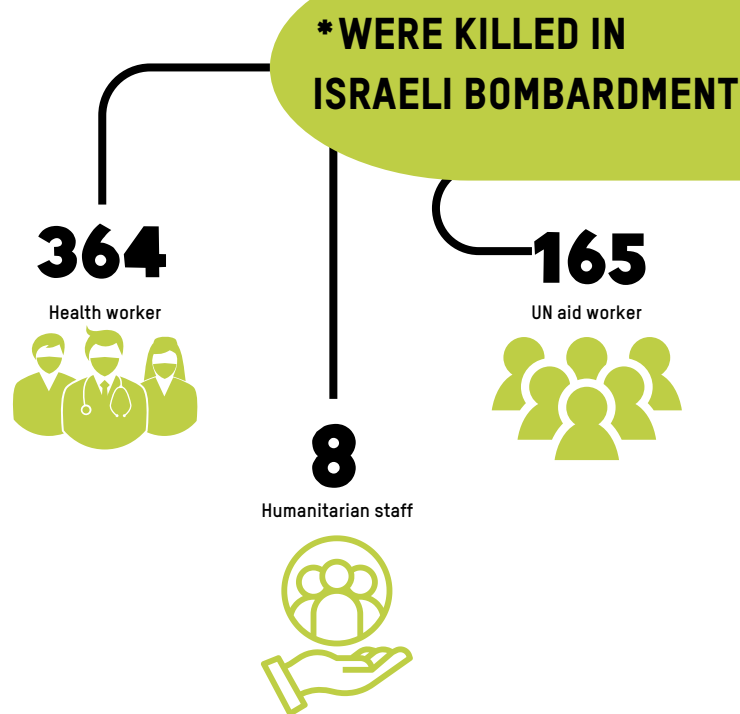 *WERE KILLED IN
ISRAELI BOMBARDMENT
364
Health worker
165
UN aid worker
8
Humanitarian staff